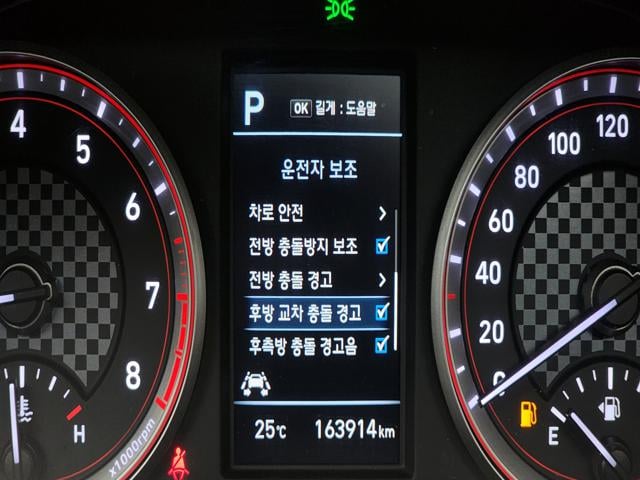 P
OK 길게 : 도움말
운전자 보조
차로 안전
전방 충돌방지 보조
전방 충돌 경고
후방 교차 충돌 경고
후측방 충돌 경고음
25℃ 163914 km
4
5
6
7
8
x1000rpm
H
120
100
80
60
40
20
0
E